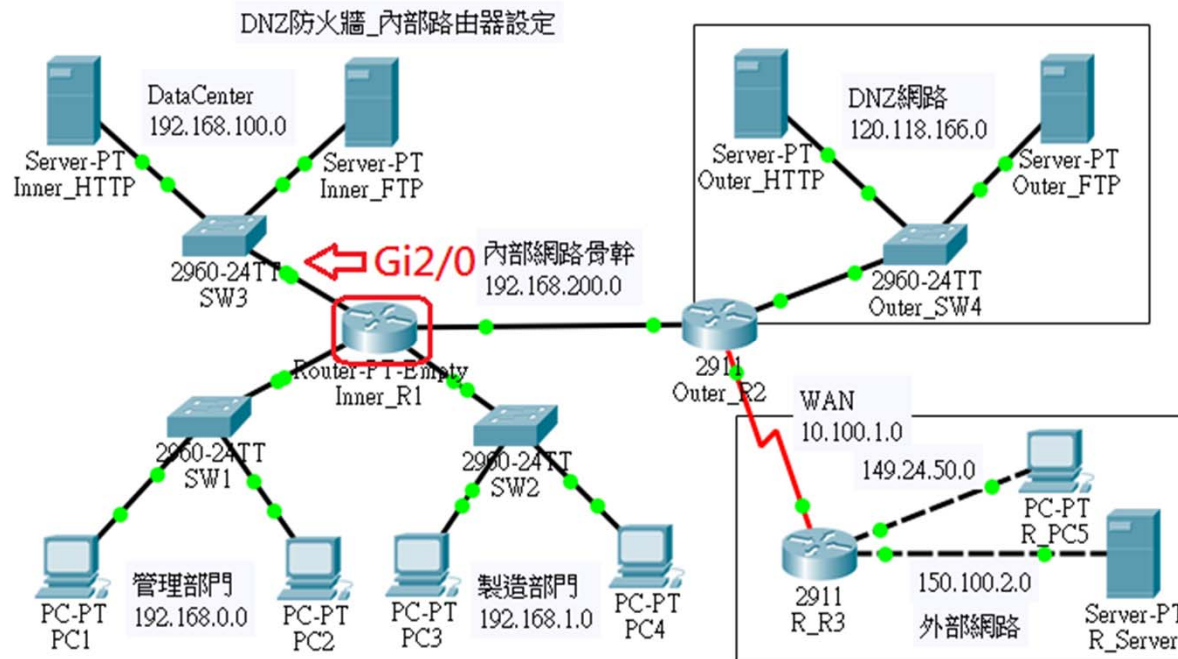 DNZ防火牆_內部路由器設定
DataCenter
192.168.100.0
Server-PT
Inner_HTTP
Server-PT
Inner_FTP
2960-24TT
SW3
Gi2/0
內部網路骨幹
192.168.200.0
DNZ網路
120.118.166.0
Server-PT
Outer_HTTP
Server-PT
Outer_FTP
2960-24TT
Outer_SW4
Router-PT-Empty
Inner_R1
2911
Outer_R2
2960-24TT
SW1
2960-24TT
SW2
PC-PT
PC1
管理部門
192.168.0.0
PC-PT
PC2
PC-PT
PC3
製造部門
192.168.1.0
PC-PT
PC4
WAN
10.100.1.0
149.24.50.0
PC-PT
R_PC5
2911
R_R3
150.100.2.0
外部網路
Server-PT
R_Server